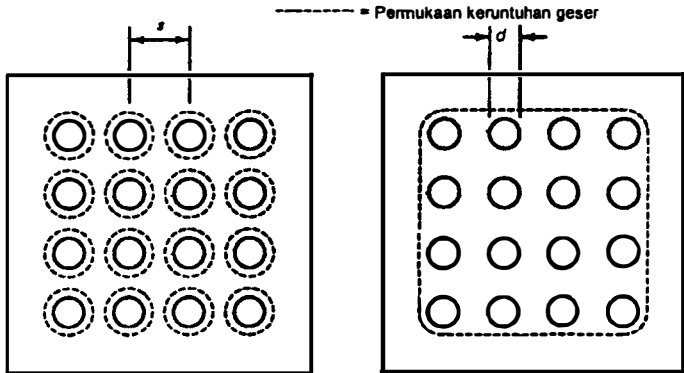 ------- = Permukaan keruntuhan geser
s
d